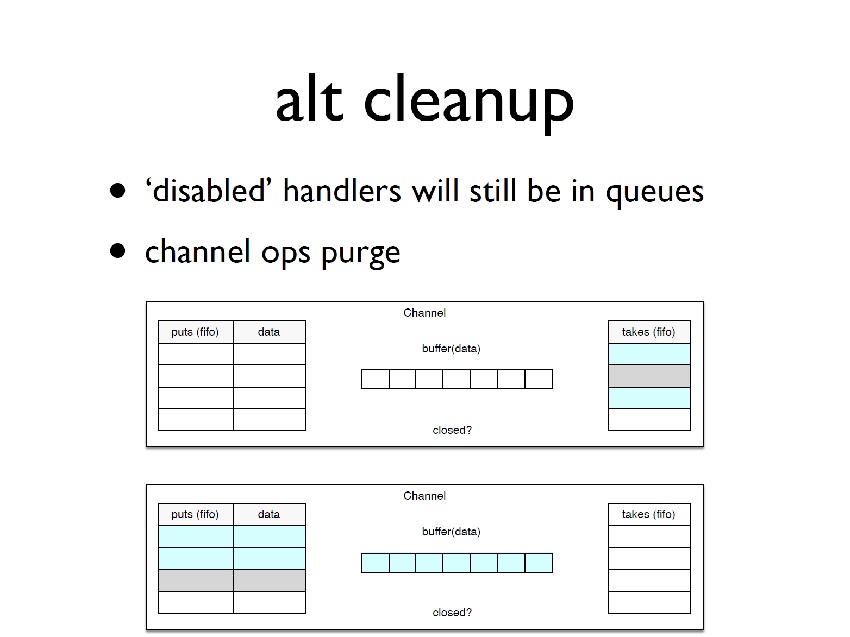 alt cleanup
• ‘disabled’ handlers will still be in queues
• channel ops purge
Channel
puts (fifo) data
buffer(data)
takes (fifo)
closed?
Channel
puts (fifo) data
buffer(data)
takes (fifo)
closed?